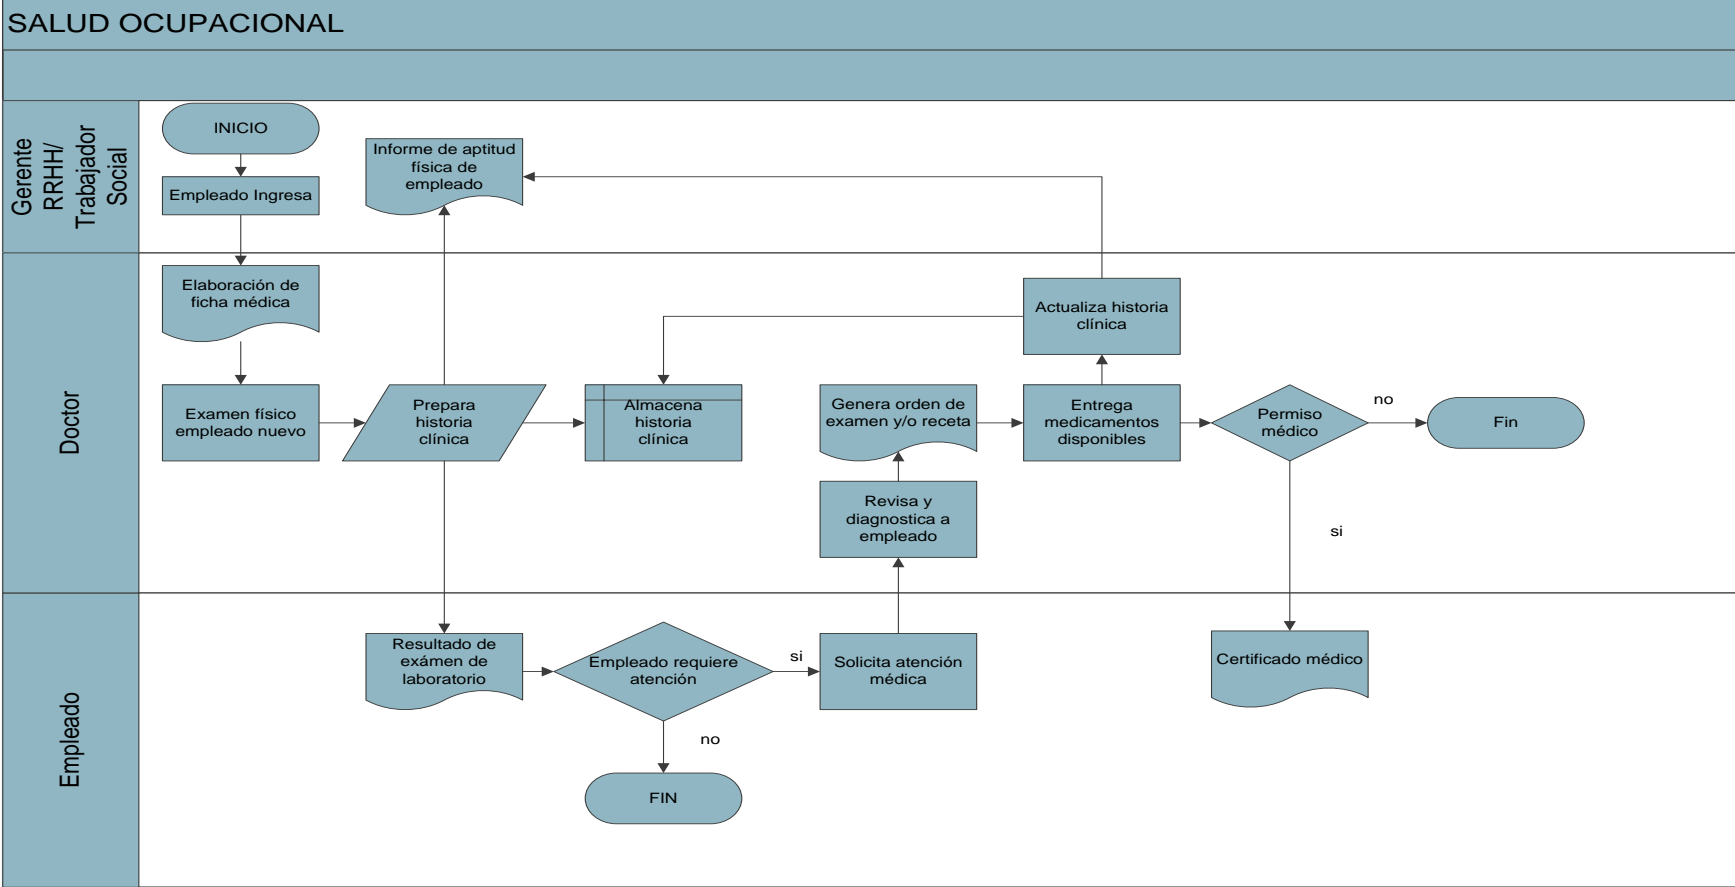 SALUD OCUPACIONAL
Gerente
RRHH/
Trabajador
Social
INICIO
Empleado Ingresa
Informe de aptitud
física de
empleado
Doctor
Elaboración de
ficha médica
Examen físico
empleado nuevo
Prepara
historia
clínica
Almacena
historia
clínica
Actualiza historia
clínica
Genera orden de
examen y/o receta
Entrega
medicamentos
disponibles
Permiso
médico
no
Fin
Revisa y
diagnostica a
empleado
si
Empleado
Resultado de
exámen de
laboratorio
Empleado requiere
atención
si
Solicita atención
médica
Certificado médico
no
FIN